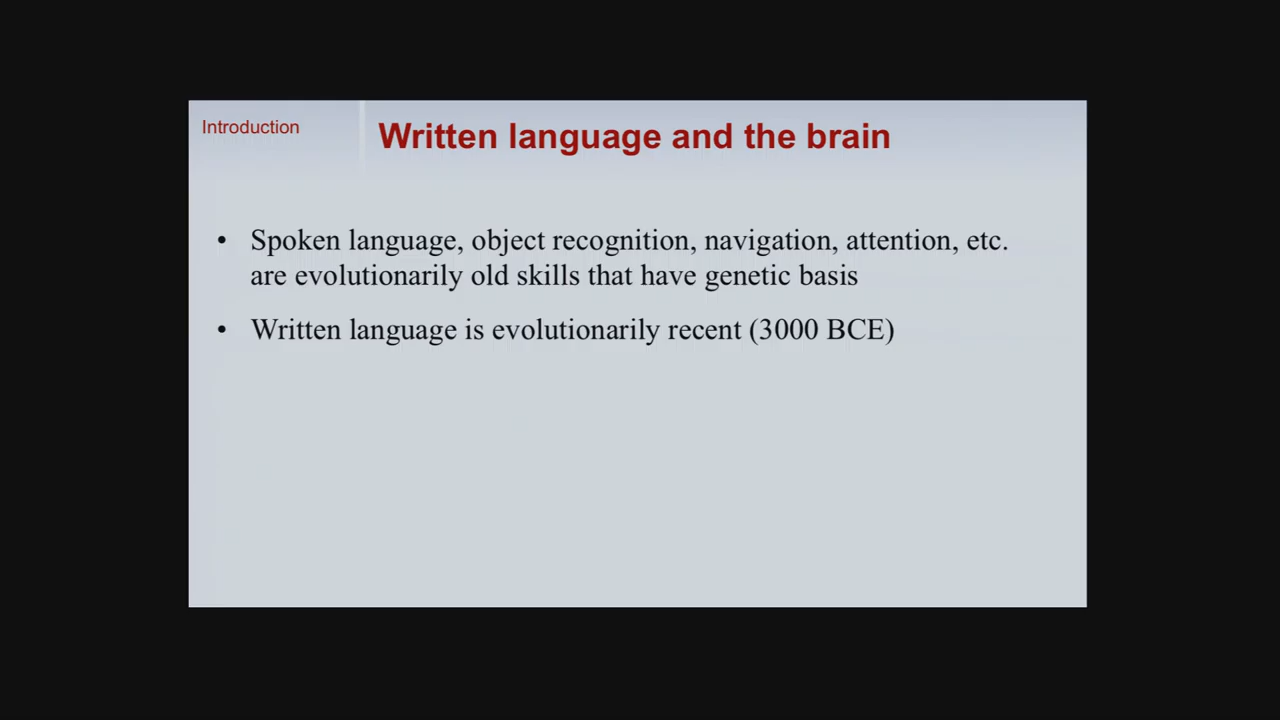 Introduction
Written language and the brain
• Spoken language, object recognition, navigation, attention, etc.
are evolutionarily old skills that have genetic basis
• Written language is evolutionarily recent (3000 BCE)